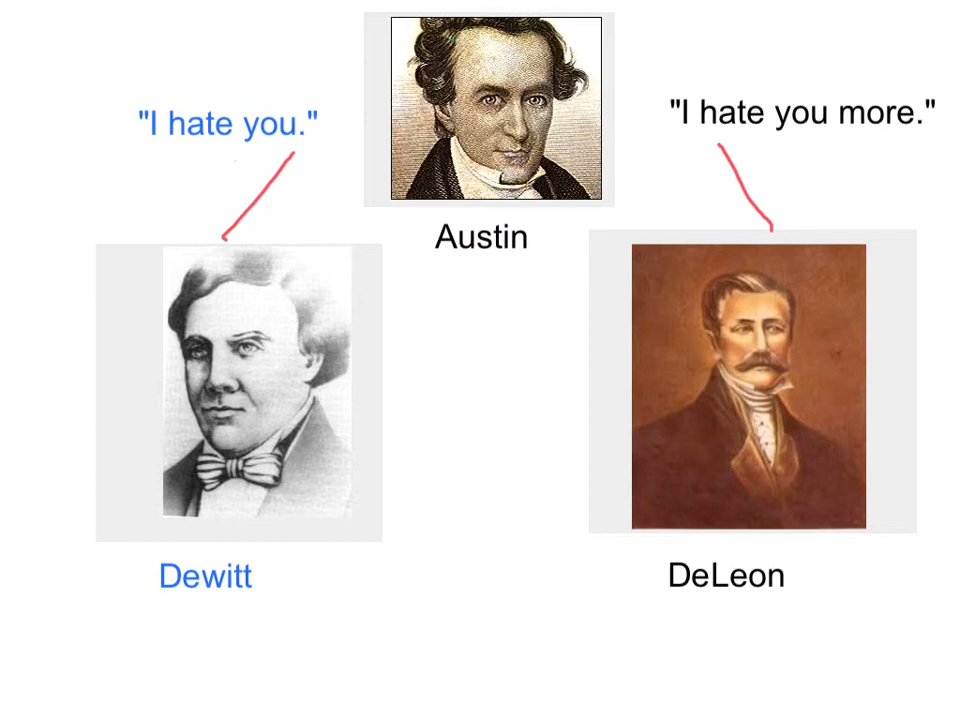 "I hate you."
"I hate you more."
Austin
Dewitt
DeLeon